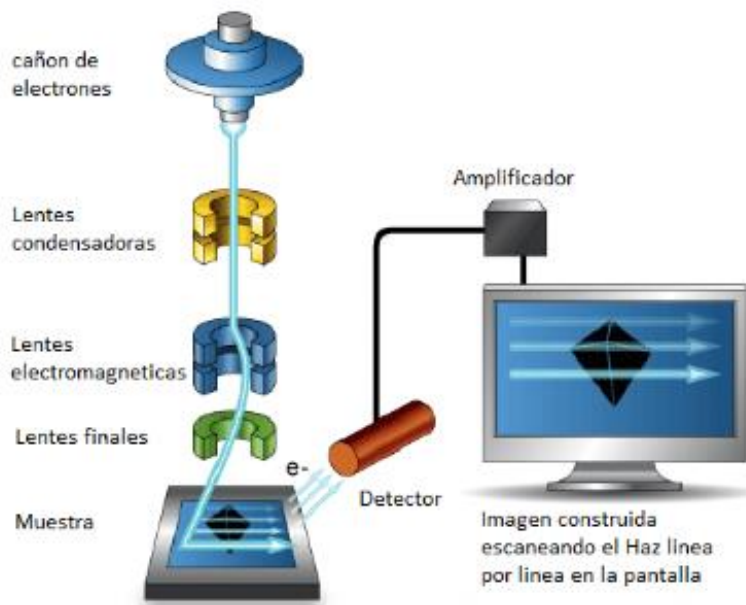 cañon de
electrones
Lentes
condensadoras
Amplificador
Lentes
electromagneticas
Lentes finales
e-
Detector
Muestra
Imagen construida
escaneando el Haz linea
por linea en la pantalla